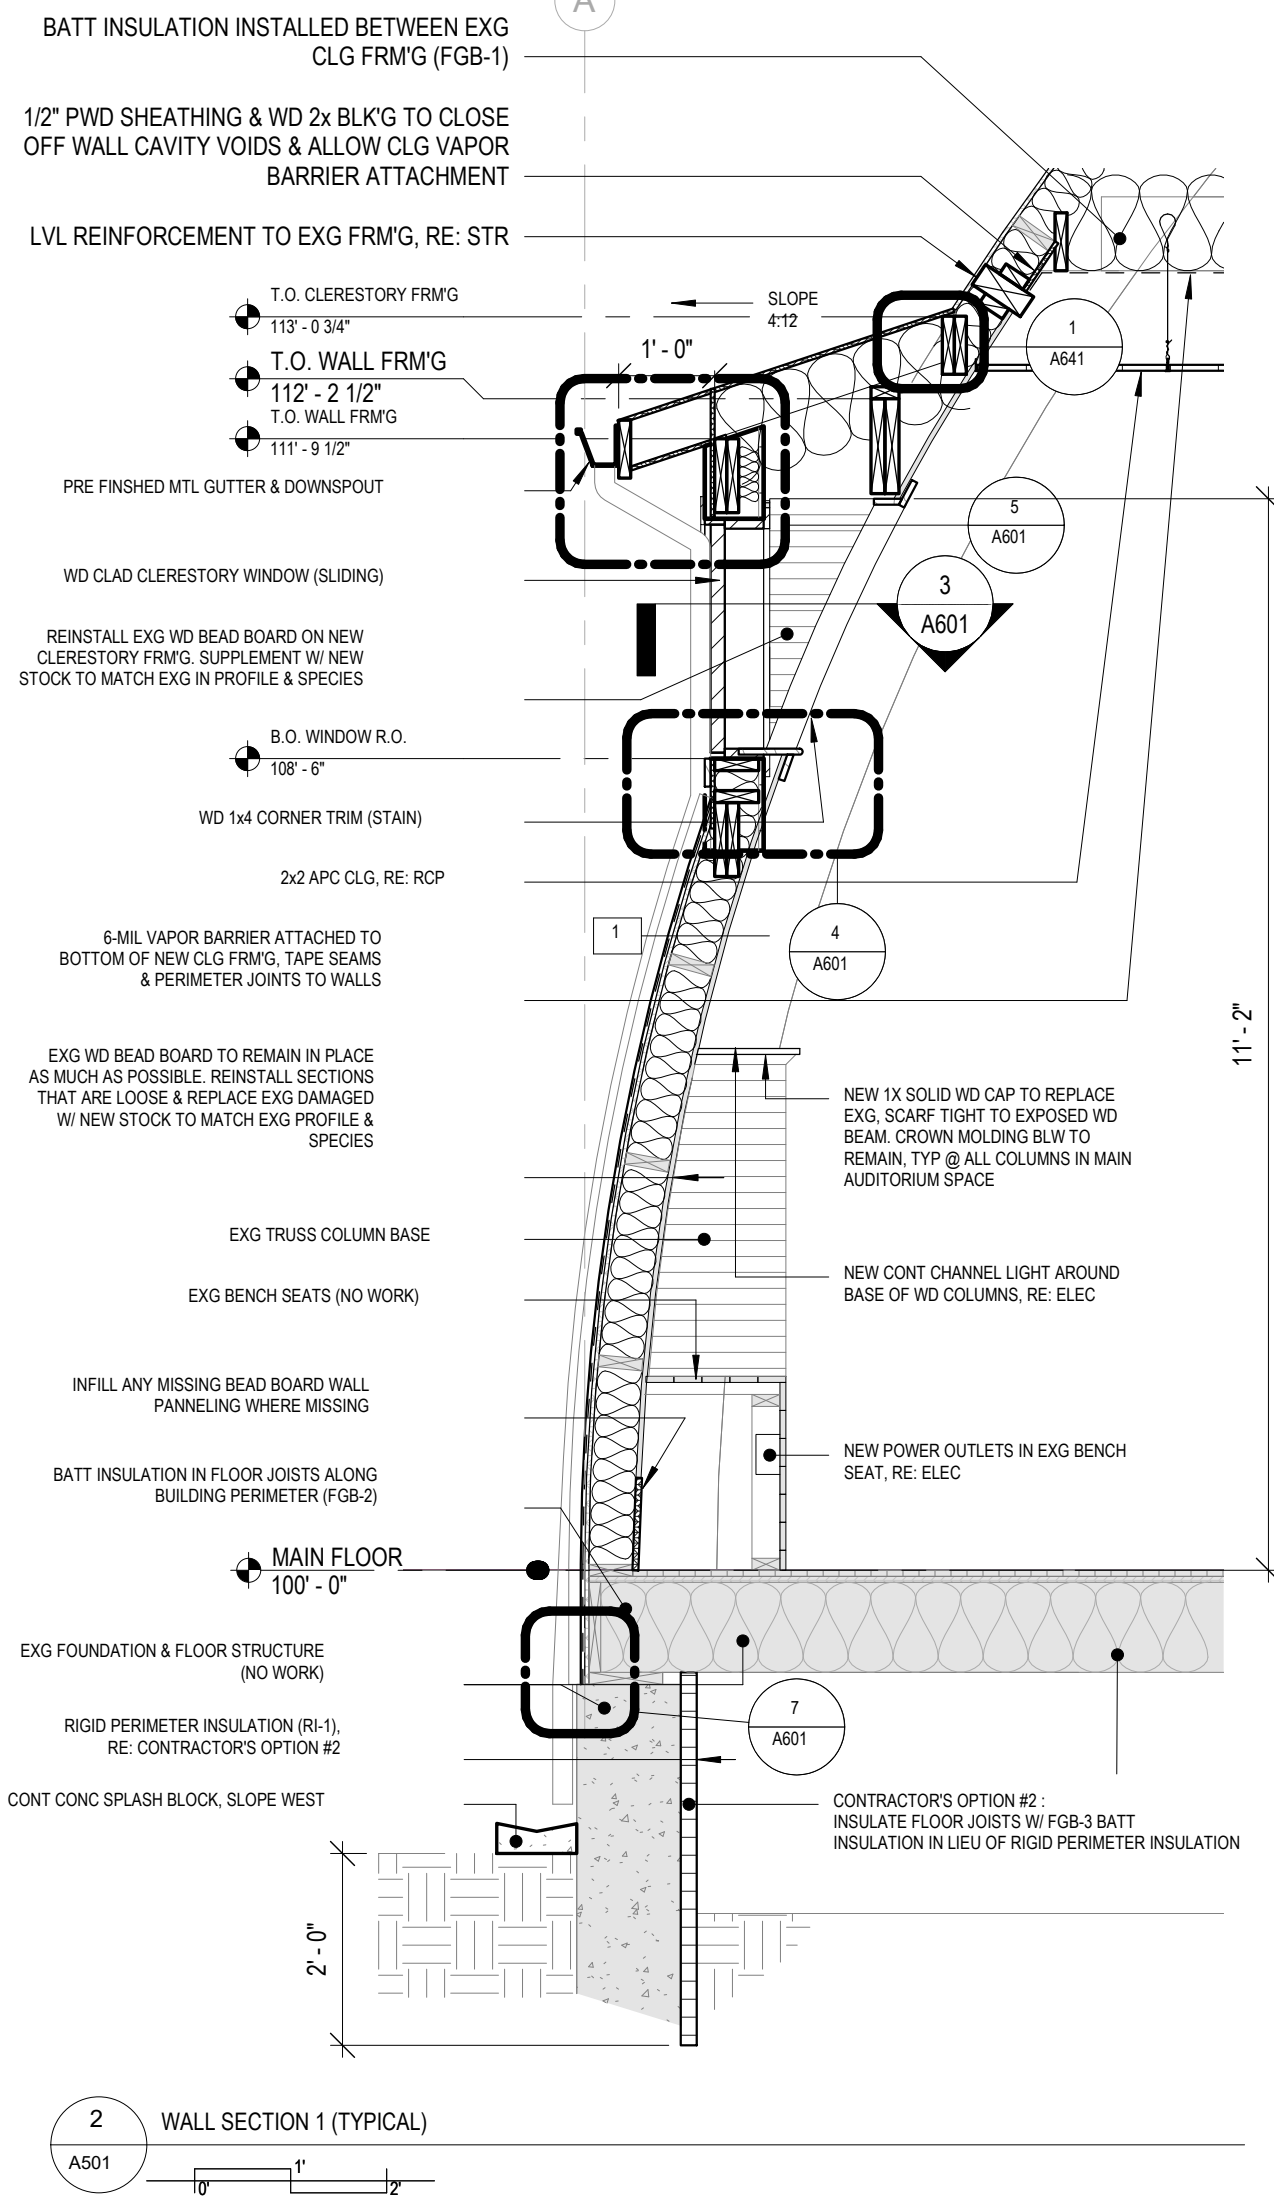 A
BATT INSULATION INSTALLED BETWEEN EXG
CLG FRM'G (FGB-1)
1/2" PWD SHEATHING & WD 2x BLK'G TO CLOSE
OFF WALL CAVITY VOIDS & ALLOW CLG VAPOR
BARRIER ATTACHMENT
LVL REINFORCEMENT TO EXG FRM'G, RE: STR
T.O. CLERESTORY FRM'G
113' - 0 3/4"
SLOPE
4:12
1
A641
1' - 0"
T.O. WALL FRM'G
112' - 2 1/2"
T.O. WALL FRM'G
111' - 9 1/2"
PRE FINSHED MTL GUTTER & DOWNSPOUT
5
A601
WD CLAD CLERESTORY WINDOW (SLIDING)
3
A601
REINSTALL EXG WD BEAD BOARD ON NEW
CLERESTORY FRM'G. SUPPLEMENT W/ NEW
STOCK TO MATCH EXG IN PROFILE & SPECIES
B.O. WINDOW R.O.
108' - 6"
WD 1x4 CORNER TRIM (STAIN)
2x2 APC CLG, RE: RCP
1
4
A601
6-MIL VAPOR BARRIER ATTACHED TO
BOTTOM OF NEW CLG FRM'G, TAPE SEAMS
& PERIMETER JOINTS TO WALLS
11' - 2"
EXG WD BEAD BOARD TO REMAIN IN PLACE
AS MUCH AS POSSIBLE. REINSTALL SECTIONS
THAT ARE LOOSE & REPLACE EXG DAMAGED
W/ NEW STOCK TO MATCH EXG PROFILE &
SPECIES
NEW 1X SOLID WD CAP TO REPLACE
EXG, SCARF TIGHT TO EXPOSED WD
BEAM. CROWN MOLDING BLW TO
REMAIN, TYP @ ALL COLUMNS IN MAIN
AUDITORIUM SPACE
EXG TRUSS COLUMN BASE
NEW CONT CHANNEL LIGHT AROUND
BASE OF WD COLUMNS, RE: ELEC
EXG BENCH SEATS (NO WORK)
INFILL ANY MISSING BEAD BOARD WALL
PANNELING WHERE MISSING
NEW POWER OUTLETS IN EXG BENCH
SEAT, RE: ELEC
BATT INSULATION IN FLOOR JOISTS ALONG
BUILDING PERIMETER (FGB-2)
MAIN FLOOR
100' - 0"
EXG FOUNDATION & FLOOR STRUCTURE
(NO WORK)
7
A601
RIGID PERIMETER INSULATION (RI-1),
RE: CONTRACTOR'S OPTION #2
CONT CONC SPLASH BLOCK, SLOPE WEST
CONTRACTOR'S OPTION #2 :
INSULATE FLOOR JOISTS W/ FGB-3 BATT
INSULATION IN LIEU OF RIGID PERIMETER INSULATION
2' - 0"
2
A501
WALL SECTION 1 (TYPICAL)
0'
1'
2'